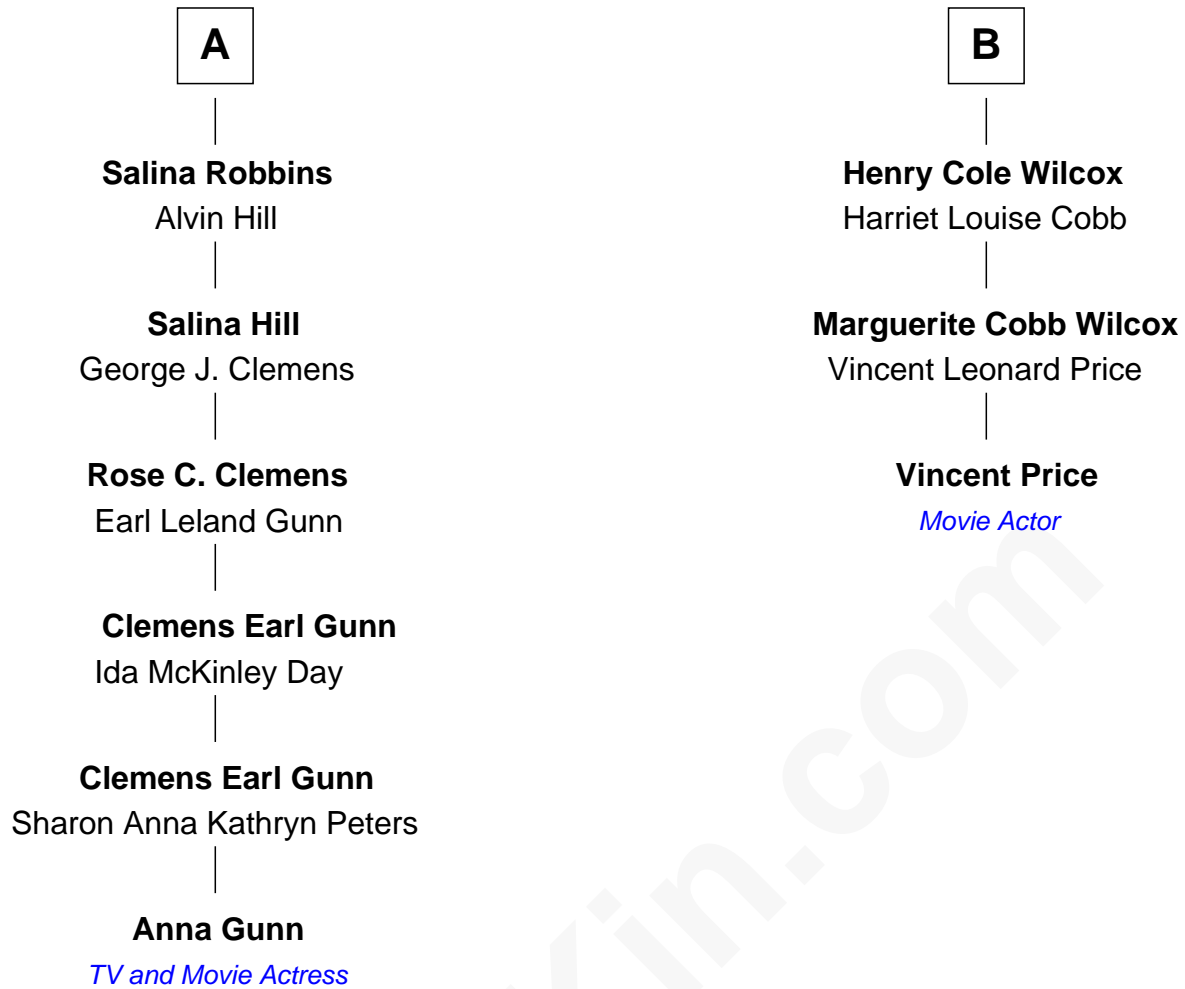 A
Salina Robbins
Alvin Hill
Salina Hill
George J. Clemens
Rose C. Clemens
Earl Leland Gunn
Clemens Earl Gunn
Ida McKinley Day
Clemens Earl Gunn
Sharon Anna Kathryn Peters
Anna Gunn
TV and Movie Actress
B
Henry Cole Wilcox
Harriet Louise Cobb
Marguerite Cobb Wilcox
Vincent Leonard Price
Vincent Price
Movie Actor